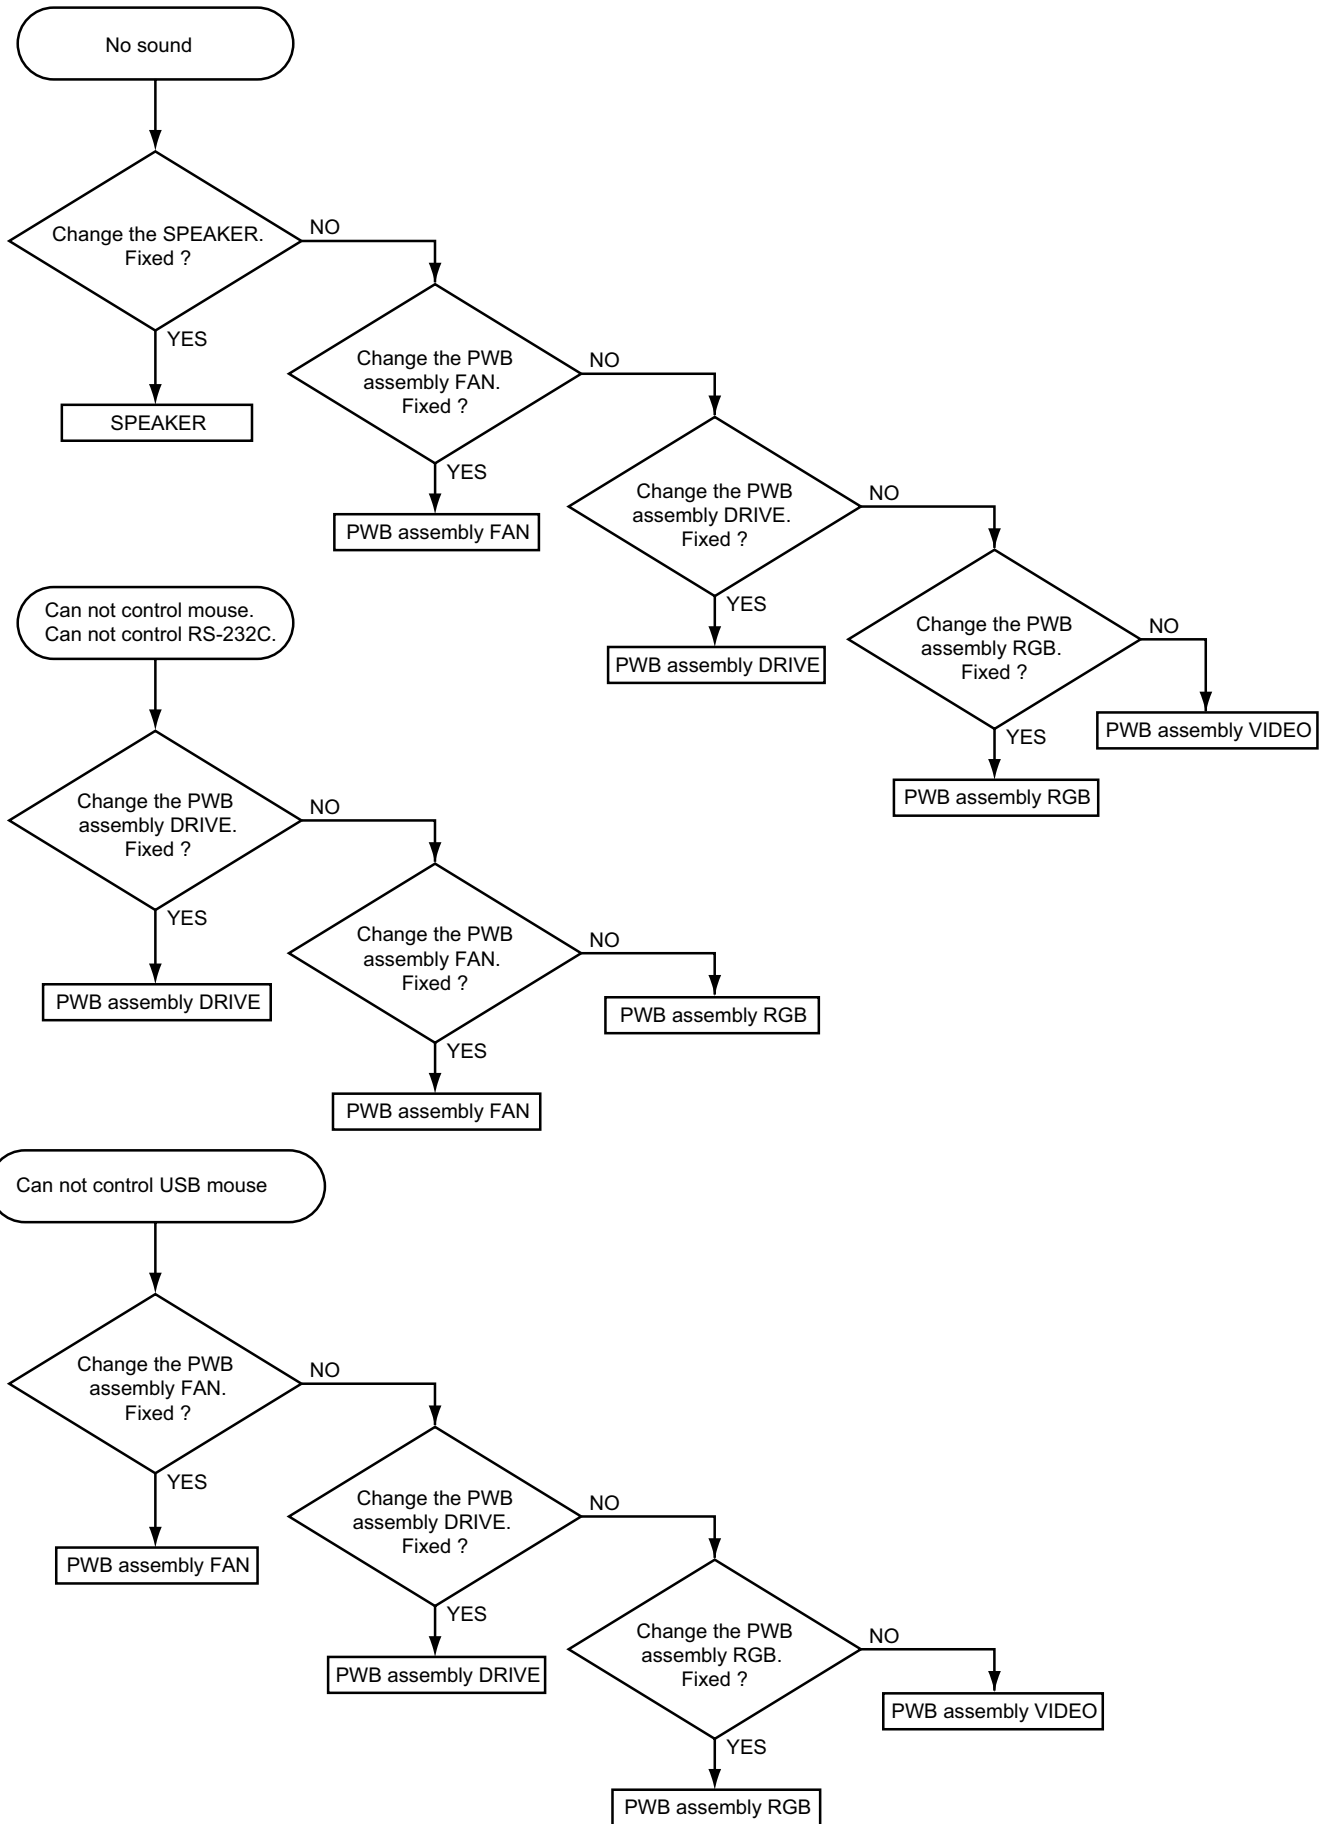 No sound
Change the SPEAKER.
Fixed ?
NO
YES
SPEAKER
Change the PWB
assembly FAN.
Fixed ?
NO
YES
PWB assembly FAN
Change the PWB
assembly DRIVE.
Fixed ?
NO
YES
PWB assembly DRIVE
Change the PWB
assembly RGB.
Fixed ?
NO
YES
PWB assembly VIDEO
PWB assembly RGB
Can not control mouse.
Can not control RS-232C.
Change the PWB
assembly DRIVE.
Fixed ?
NO
YES
PWB assembly DRIVE
Change the PWB
assembly FAN.
Fixed ?
NO
YES
PWB assembly RGB
PWB assembly FAN
Can not control USB mouse
Change the PWB
assembly FAN.
Fixed ?
NO
YES
PWB assembly FAN
Change the PWB
assembly DRIVE.
Fixed ?
NO
YES
PWB assembly DRIVE
Change the PWB
assembly RGB.
Fixed ?
NO
YES
PWB assembly VIDEO
PWB assembly RGB